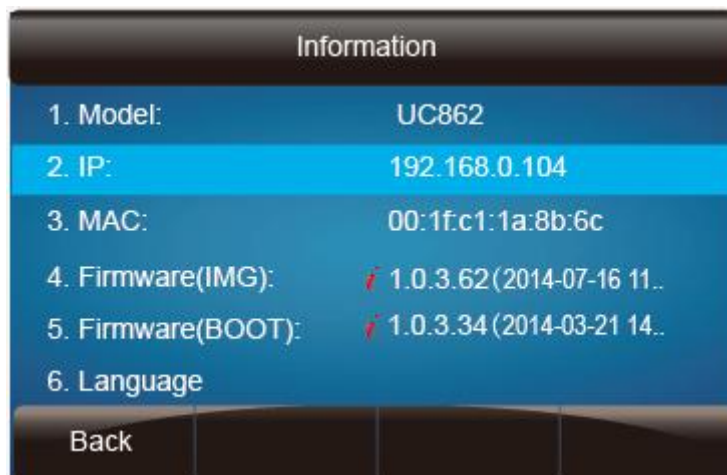 Information
1. Model: UC862
2. IP: 192.168.0.104
3. MAC: 00:1f:c1:1a:8b:6c
4. Firmware(IMG): i 1.0.3.62(2014-07-16 11..
5. Firmware(BOOT): i 1.0.3.34(2014-03-21 14..
6. Language
Back